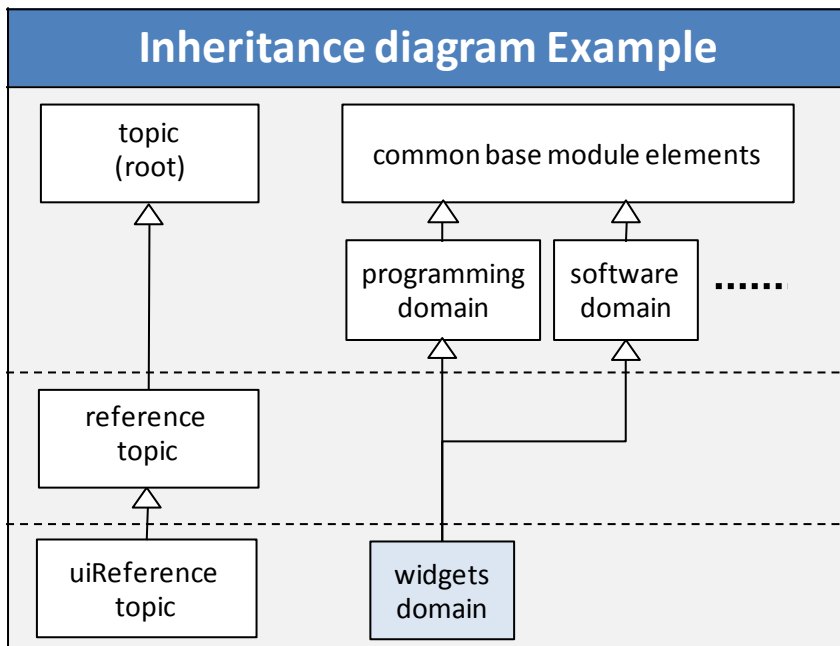 Inheritance diagram Example
topic
(root)
common base module elements
programming
domain
software
domain
.......
reference
topic
uiReference
topic
widgets
domain